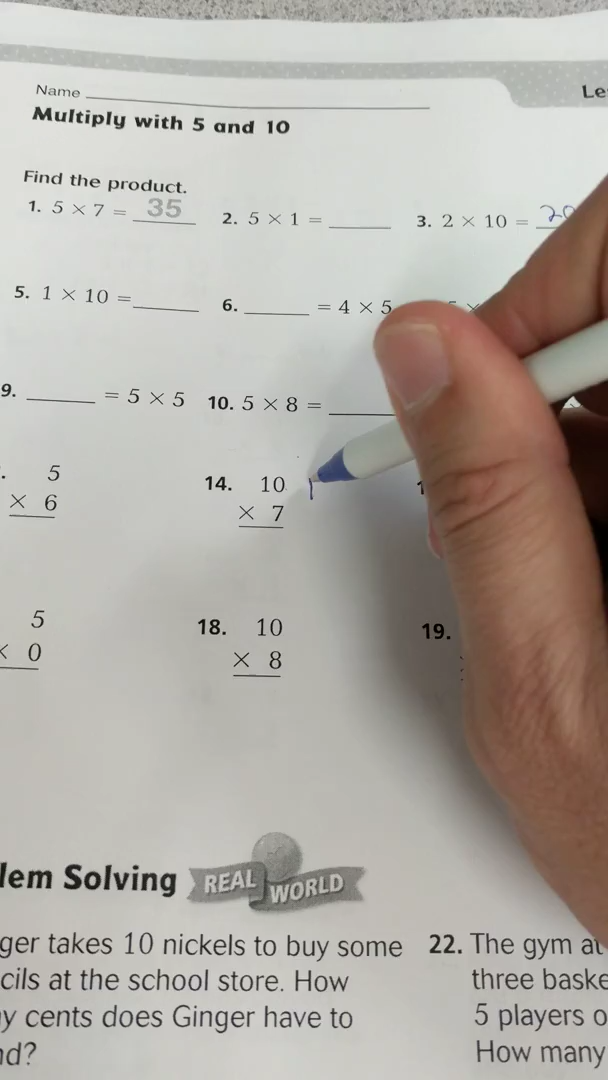 Name
Le
Multiply with 5 and 10
Find the product.
1. 5 × 7 = 35 2. 5 × 1 = 3. 2 × 10 = 20
5. 1 × 10 = 6. = 4 × 5
9. = 5 × 5 10. 5 × 8 =
5 14. 10
× 6 × 7
5 18. 10 19.
× 0 × 8
lem Solving REAL WORLD
ger takes 10 nickels to buy some 22. The gym at
cils at the school store. How three baske
y cents does Ginger have to 5 players o
nd? How many